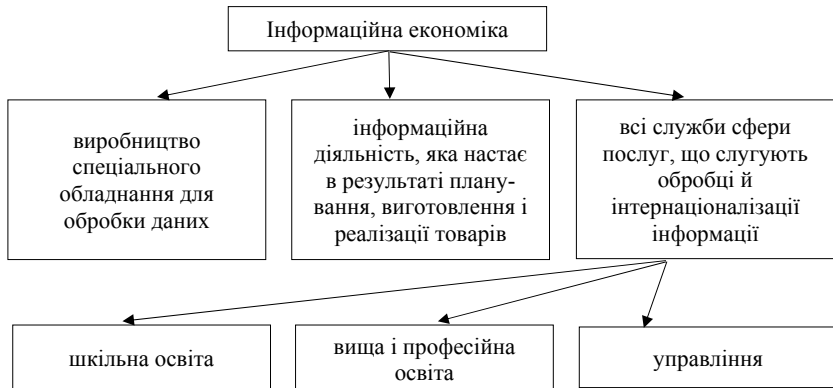 Інформаційна економіка
виробництво
спеціального
обладнання для
обробки даних
інформаційна
діяльність, яка настає
в результаті плану-
вання, виготовлення і
реалізації товарів
всі служби сфери
послуг, що слугують
обробці й
інтернаціоналізації
інформації
шкільна освіта
вища і професійна
освіта
управління